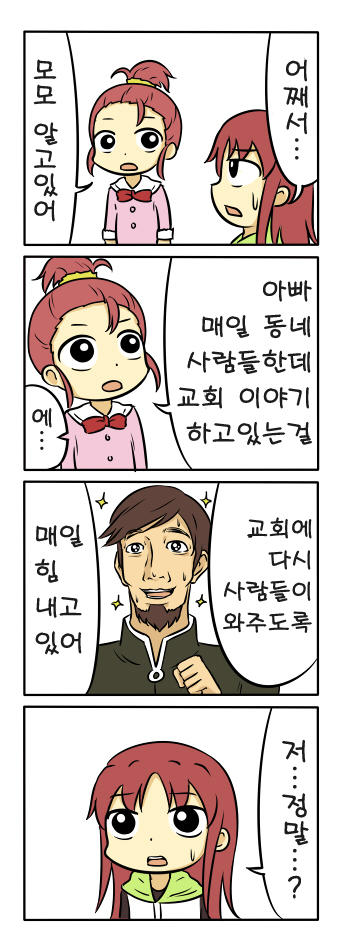 어
째
서…
모
모
알
고
있
어
아빠
매일 동네
사람들한데
교회 이야기
하고있는걸
에…
교회에
다시
사람들이
와주도록
매일
힘
내고
있어
저
…
정
말
…
?